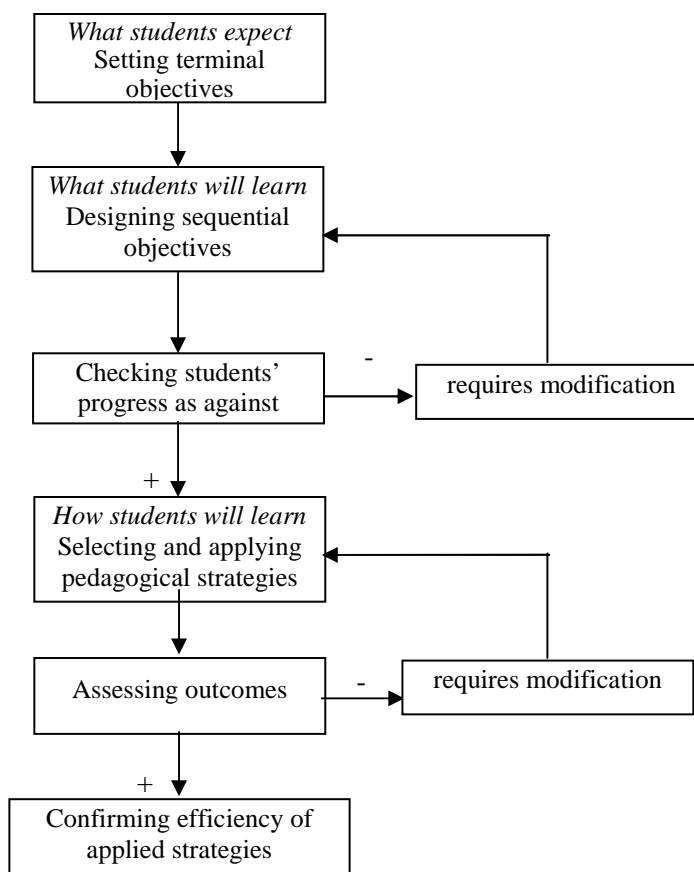 What students expect
Setting terminal
objectives
What students will learn
Designing sequential
objectives
Checking students’
progress as against
-
requires modification
+
How students will learn
Selecting and applying
pedagogical strategies
Assessing outcomes
-
requires modification
+
Confirming efficiency of
applied strategies